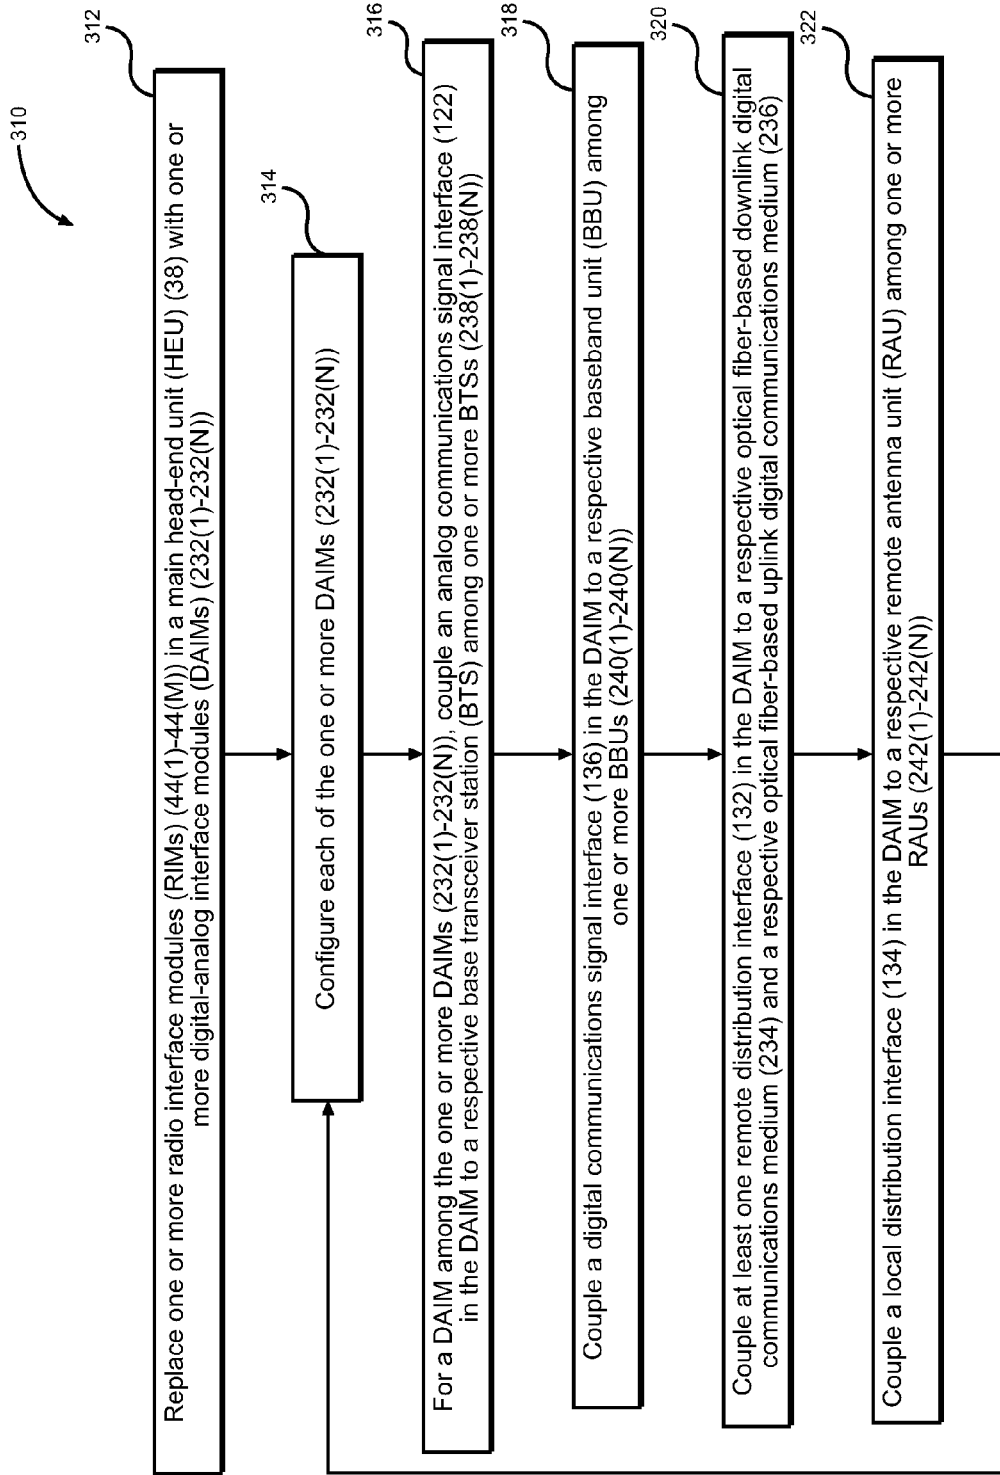 310
312
Replace one or more radio interface modules (RIMs) (44(1)-44(M)) in a main head-end unit (HEU) (38) with one or
more digital-analog interface modules (DAIMs) (232(1)-232(N))
314
Configure each of the one or more DAIMs (232(1)-232(N))
316
For a DAIM among the one or more DAIMs (232(1)-232(N)), couple an analog communications signal interface (122)
in the DAIM to a respective base transceiver station (BTS) among one or more BTSs (238(1)-238(N))
318
Couple a digital communications signal interface (136) in the DAIM to a respective baseband unit (BBU) among
one or more BBUs (240(1)-240(N))
320
Couple at least one remote distribution interface (132) in the DAIM to a respective optical fiber-based downlink digital
communications medium (234) and a respective optical fiber-based uplink digital communications medium (236)
322
Couple a local distribution interface (134) in the DAIM to a respective remote antenna unit (RAU) among one or more
RAUs (242(1)-242(N))